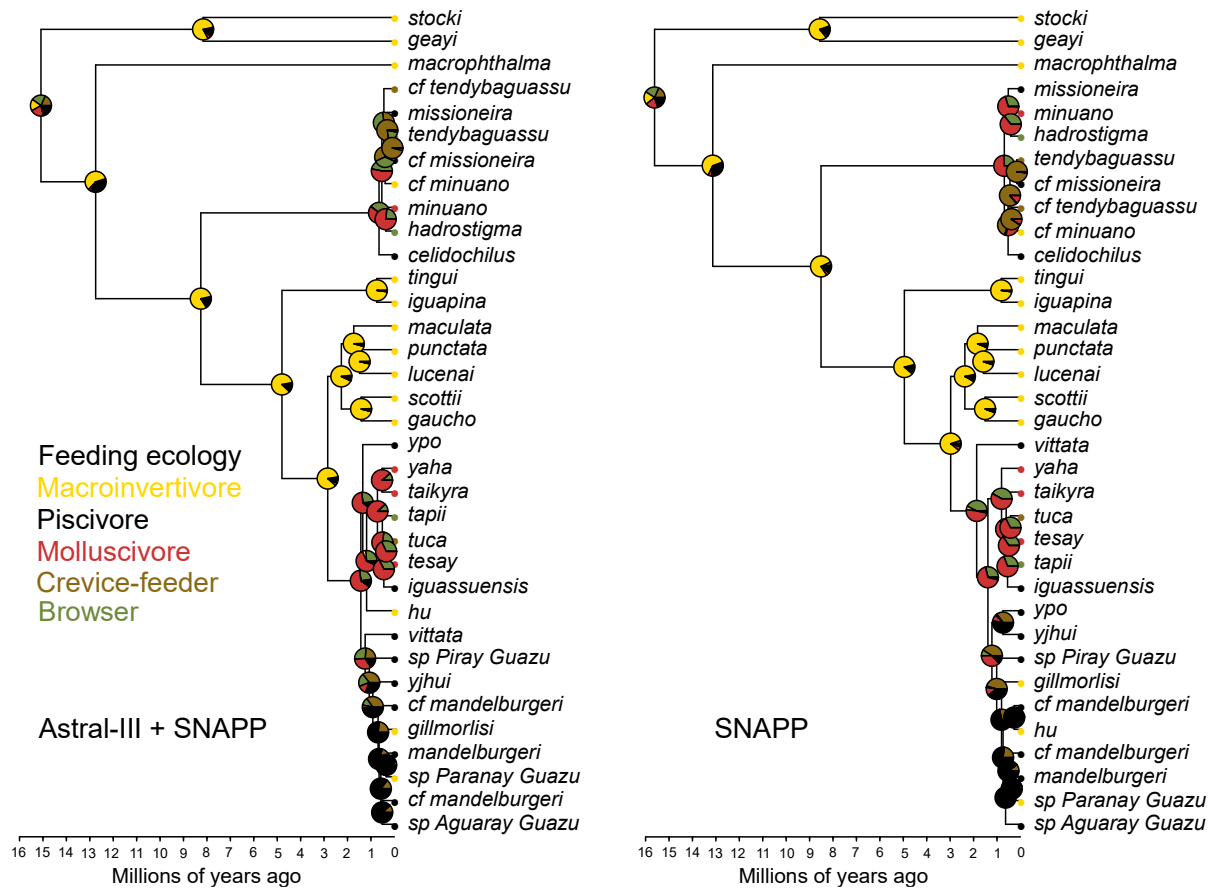 stocki
geayi
macrophthalma
cf tendybaguassu
missioneira
tendybaguassu
cf missioneira
cf minuano
minuano
hadrostigma
celidochilus
tingui
iguapina
maculata
punctata
lucenai
scottii
gaucho
ypo
yaha
taikyra
tapii
tuca
tesay
iguassuensis
hu
vittata
sp Piray Guazu
yjhui
cf mandelburgeri
gillmorlisi
mandelburgeri
sp Paranay Guazu
cf mandelburgeri
sp Aguaray Guazu
Feeding ecology
Macroinvertivore
Piscivore
Molluscivore
Crevice-feeder
Browser
Astral-III + SNAPP
16 15 14 13 12 11 10 9 8 7 6 5 4 3 2 1 0
Millions of years ago
stocki
geayi
macrophthalma
missioneira
minuano
hadrostigma
tendybaguassu
cf missioneira
cf tendybaguassu
cf minuano
celidochilus
tingui
iguapina
maculata
punctata
lucenai
scottii
gaucho
vittata
yaha
taikyra
tuca
tesay
tapii
iguassuensis
ypo
yjhui
sp Piray Guazu
gillmorlisi
cf mandelburgeri
hu
cf mandelburgeri
mandelburgeri
sp Paranay Guazu
sp Aguaray Guazu
SNAPP
16 15 14 13 12 11 10 9 8 7 6 5 4 3 2 1 0
Millions of years ago